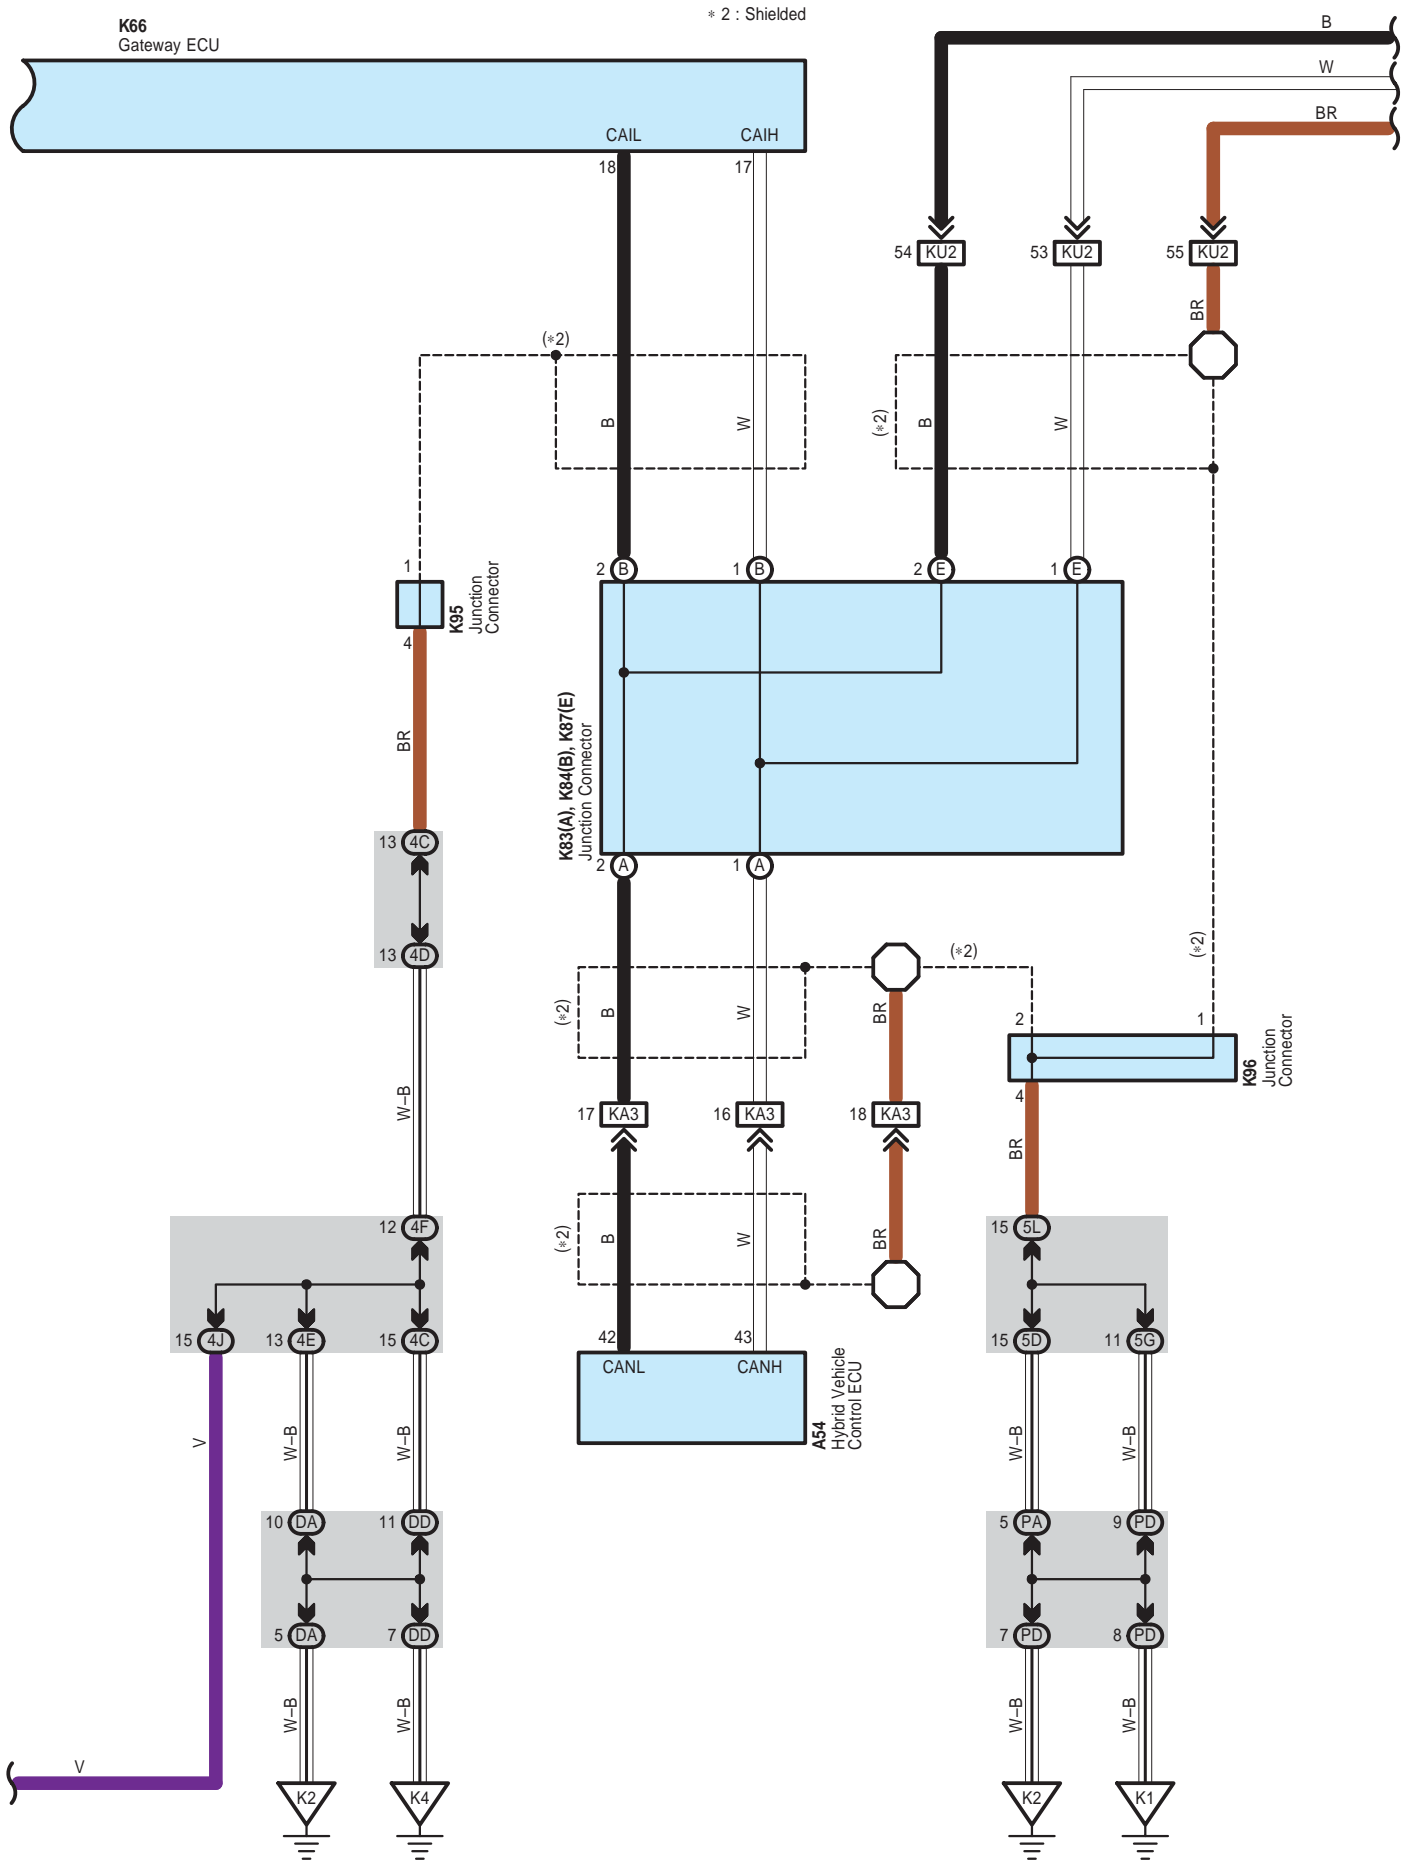 ∗ 2 : Shielded
K66
Gateway ECU
B
W
BR
CAIL
CAIH
18
17
54 KU2
53 KU2
55 KU2
BR
(∗2)
(∗2)
B
W
B
W
2 B
1 B
2 E
1 E
1
K95
Junction
Connector
4
BR
K83(A), K84(B), K87(E)
Junction Connector
13 4C
2 A
1 A
13 4D
(∗2)
(∗2)
(∗2)
B
W
BR
2
1
K96
Junction
Connector
4
W–B
17 KA3
16 KA3
18 KA3
BR
12 4F
15 5L
(∗2)
B
W
BR
15 4J
13 4E
15 4C
42
43
15 5D
11 5G
CANL
CANH
A54
Hybrid Vehicle
Control ECU
V
W–B
W–B
W–B
W–B
10 DA
11 DD
5 PA
9 PD
5 DA
7 DD
7 PD
8 PD
W–B
W–B
W–B
W–B
V
K2
K4
K2
K1